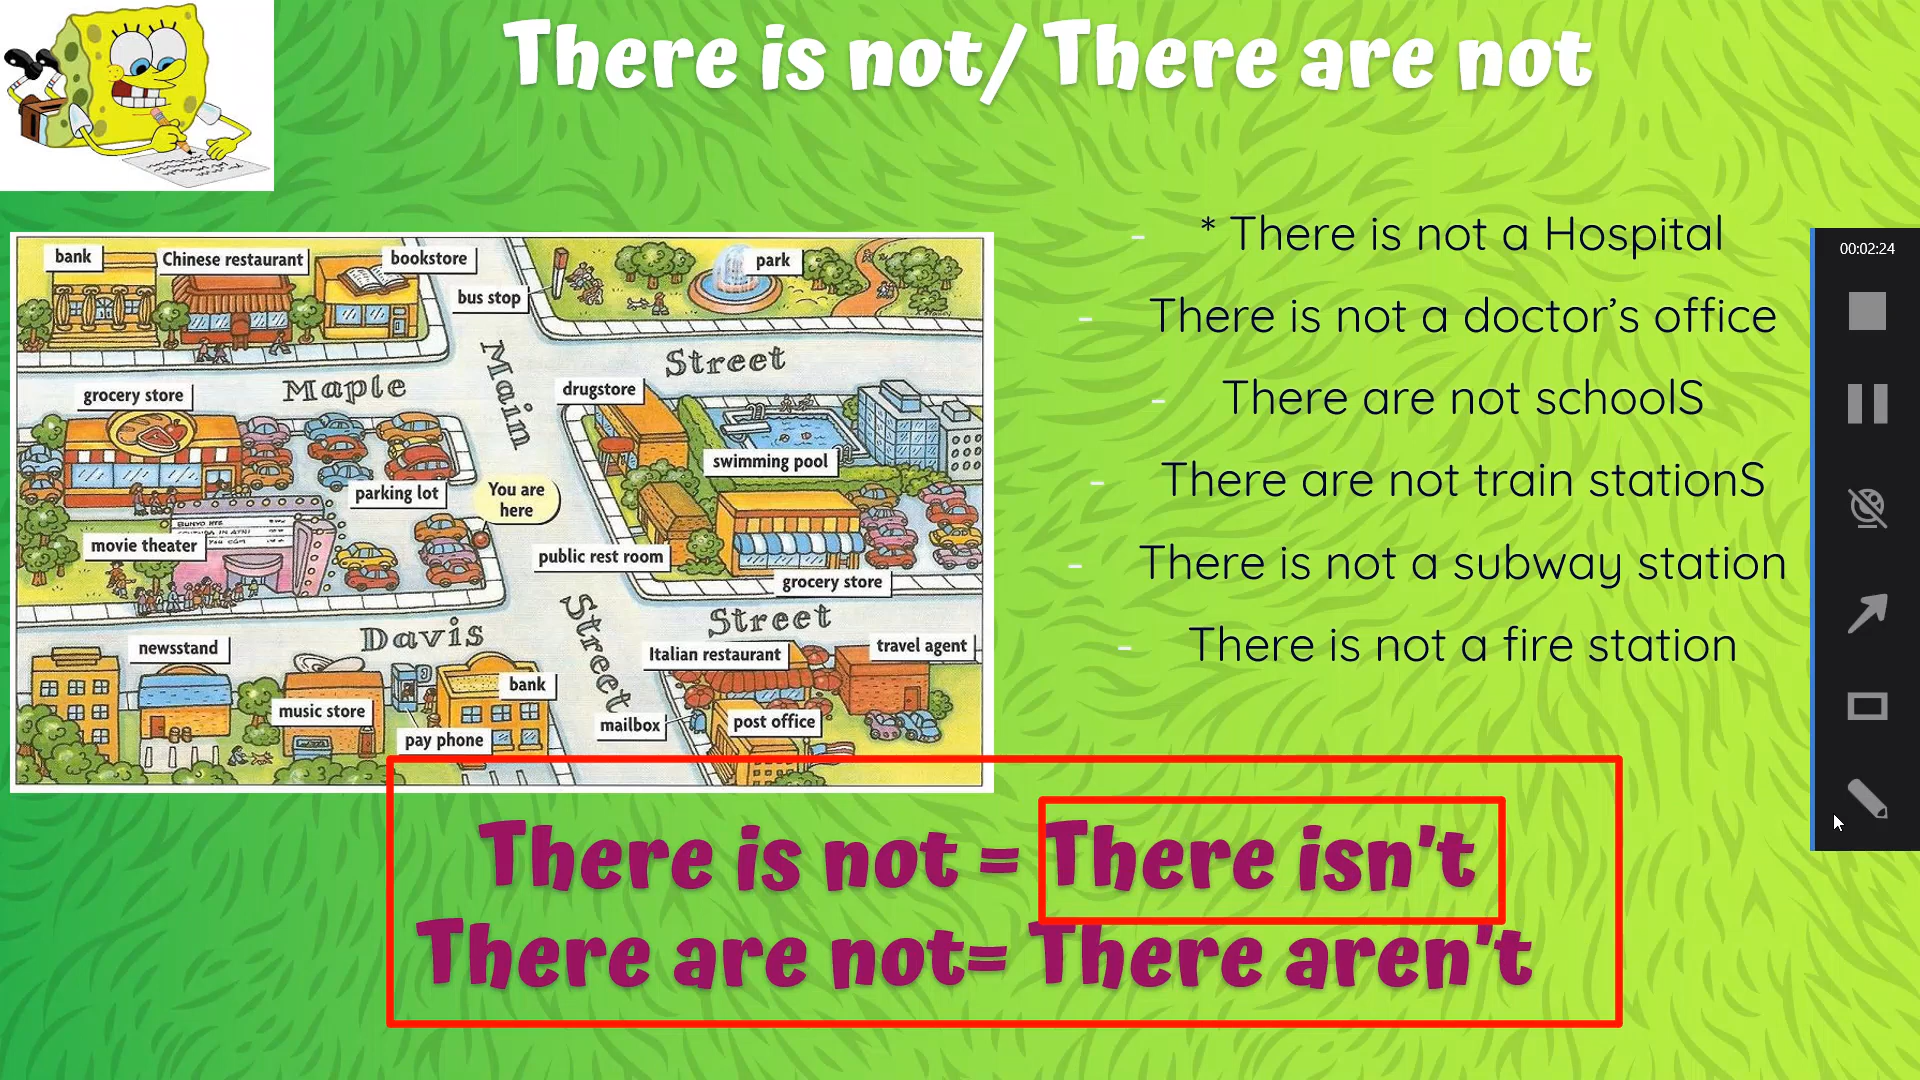 There is not/ There are not
- * There is not a Hospital
- There is not a doctor's office
- There are not schoolS
- There are not train stationS
- There is not a subway station
- There is not a fire station
00:02:24
bank
Chinese restaurant
bookstore
bus stop
park
Maple
Main
Street
grocery store
drugstore
parking lot
You are
here
swimming pool
movie theater
public rest room
grocery store
Davis
Street
Street
newsstand
Italian restaurant
travel agent
bank
music store
mailbox
post office
pay phone
There is not = There isn't
There are not= There aren't